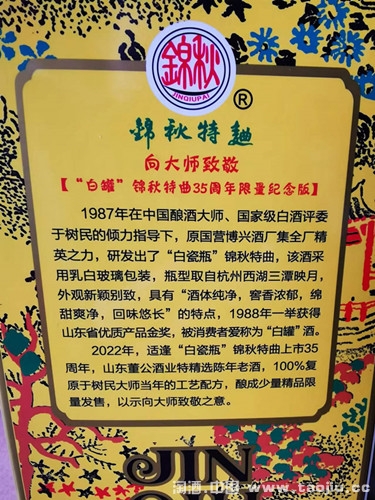 錦秋
JINQIUPAI
®
錦秋特麯
向大师致敬
【“白罐”锦秋特曲35周年限量纪念版】
1987年在中国酿酒大师、国家级白酒评委
于树民的倾力指导下，原国营博兴酒厂集全厂精
英之力，研发出了“白瓷瓶”锦秋特曲，该酒采
用乳白玻璃包装，瓶型取自杭州西湖三潭映月，
外观新颖别致，具有“酒体纯净，窖香浓郁，绵
甜爽净，回味悠长”的特点，1988年一举获得
山东省优质产品金奖，被消费者爱称为“白罐”酒。
2022年，适逢“白瓷瓶”锦秋特曲上市35
周年，山东董公酒业特精选陈年老酒，100%复
原于树民大师当年的工艺配方，酿成少量精品限
量发售，以示向大师致敬之意。
JIN
www.taojiu.cc